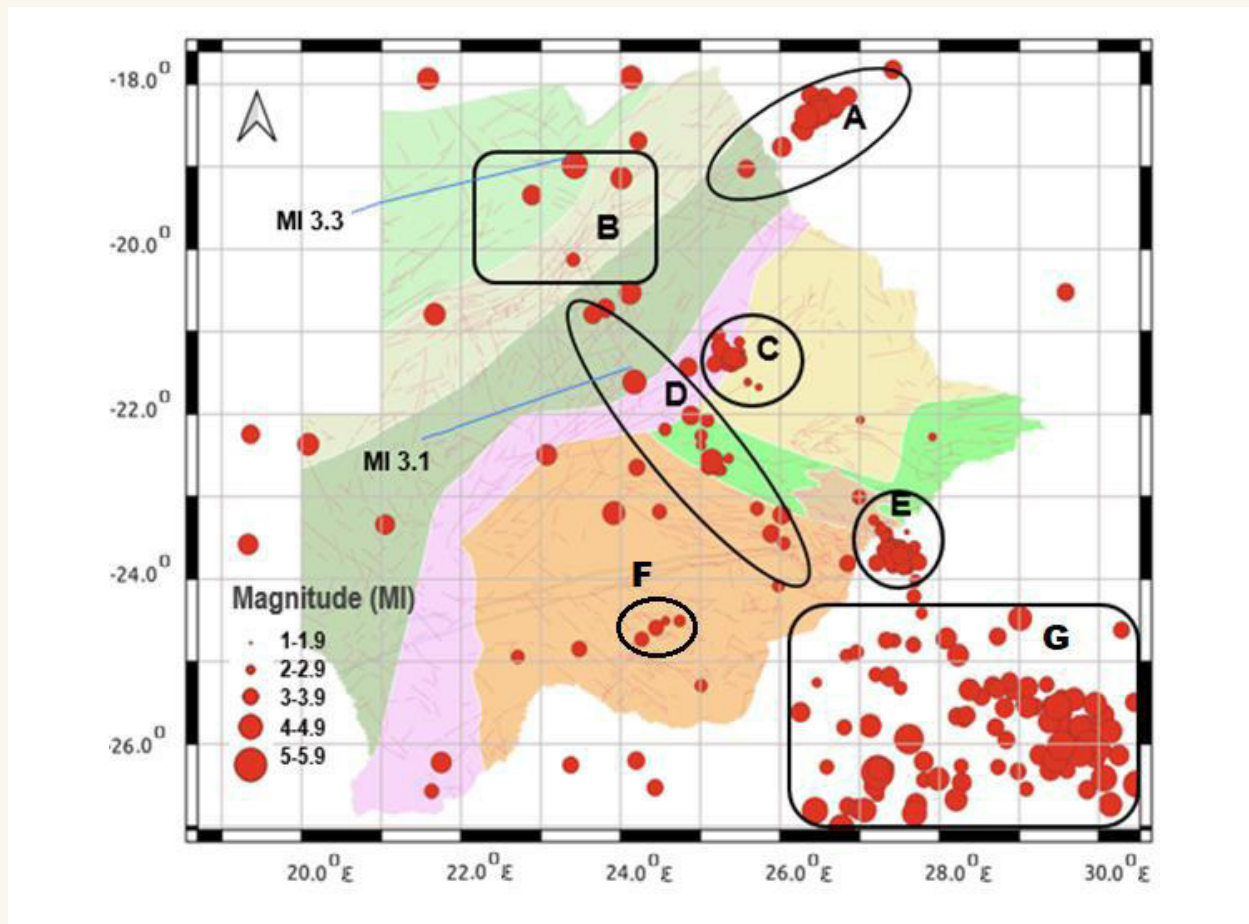 -18.0⁰
A
Ml 3.3
B
-20.0⁰
C
D
-22.0⁰
Ml 3.1
E
-24.0⁰
F
Magnitude (Ml)
1-1.9
2-2.9
3-3.9
4-4.9
5-5.9
G
-26.0⁰
20.0⁰E 22.0⁰E 24.0⁰E 26.0⁰E 28.0⁰E 30.0⁰E